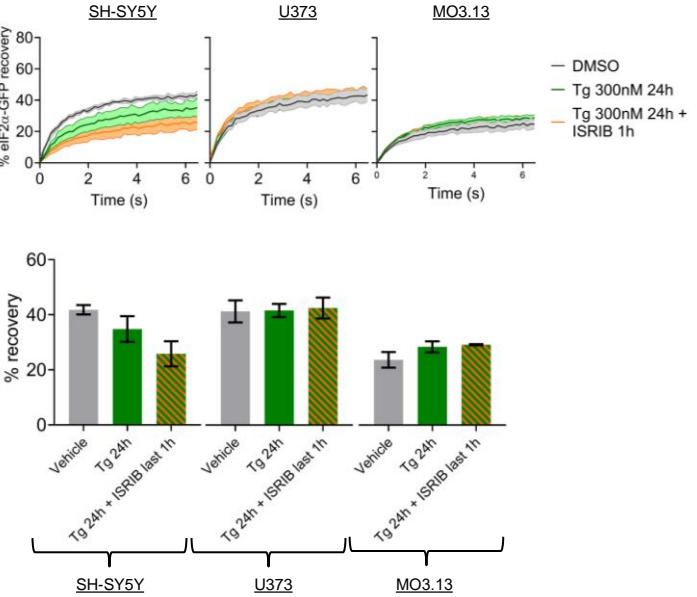 SH-SY5Y
U373
MO3.13
% eIF2α-GFP recovery
80
60
40
20
0
0 2 4 6
Time (s)
0 2 4 6
Time (s)
0 2 4 6
Time (s)
DMSO
Tg 300nM 24h
Tg 300nM 24h +
ISRIB 1h
% recovery
60
40
20
0
Vehicle
Tg 24h
Tg 24h + ISRIB last 1h
Vehicle
Tg 24h
Tg 24h + ISRIB last 1h
Vehicle
Tg 24h
Tg 24h + ISRIB last 1h
SH-SY5Y
U373
MO3.13